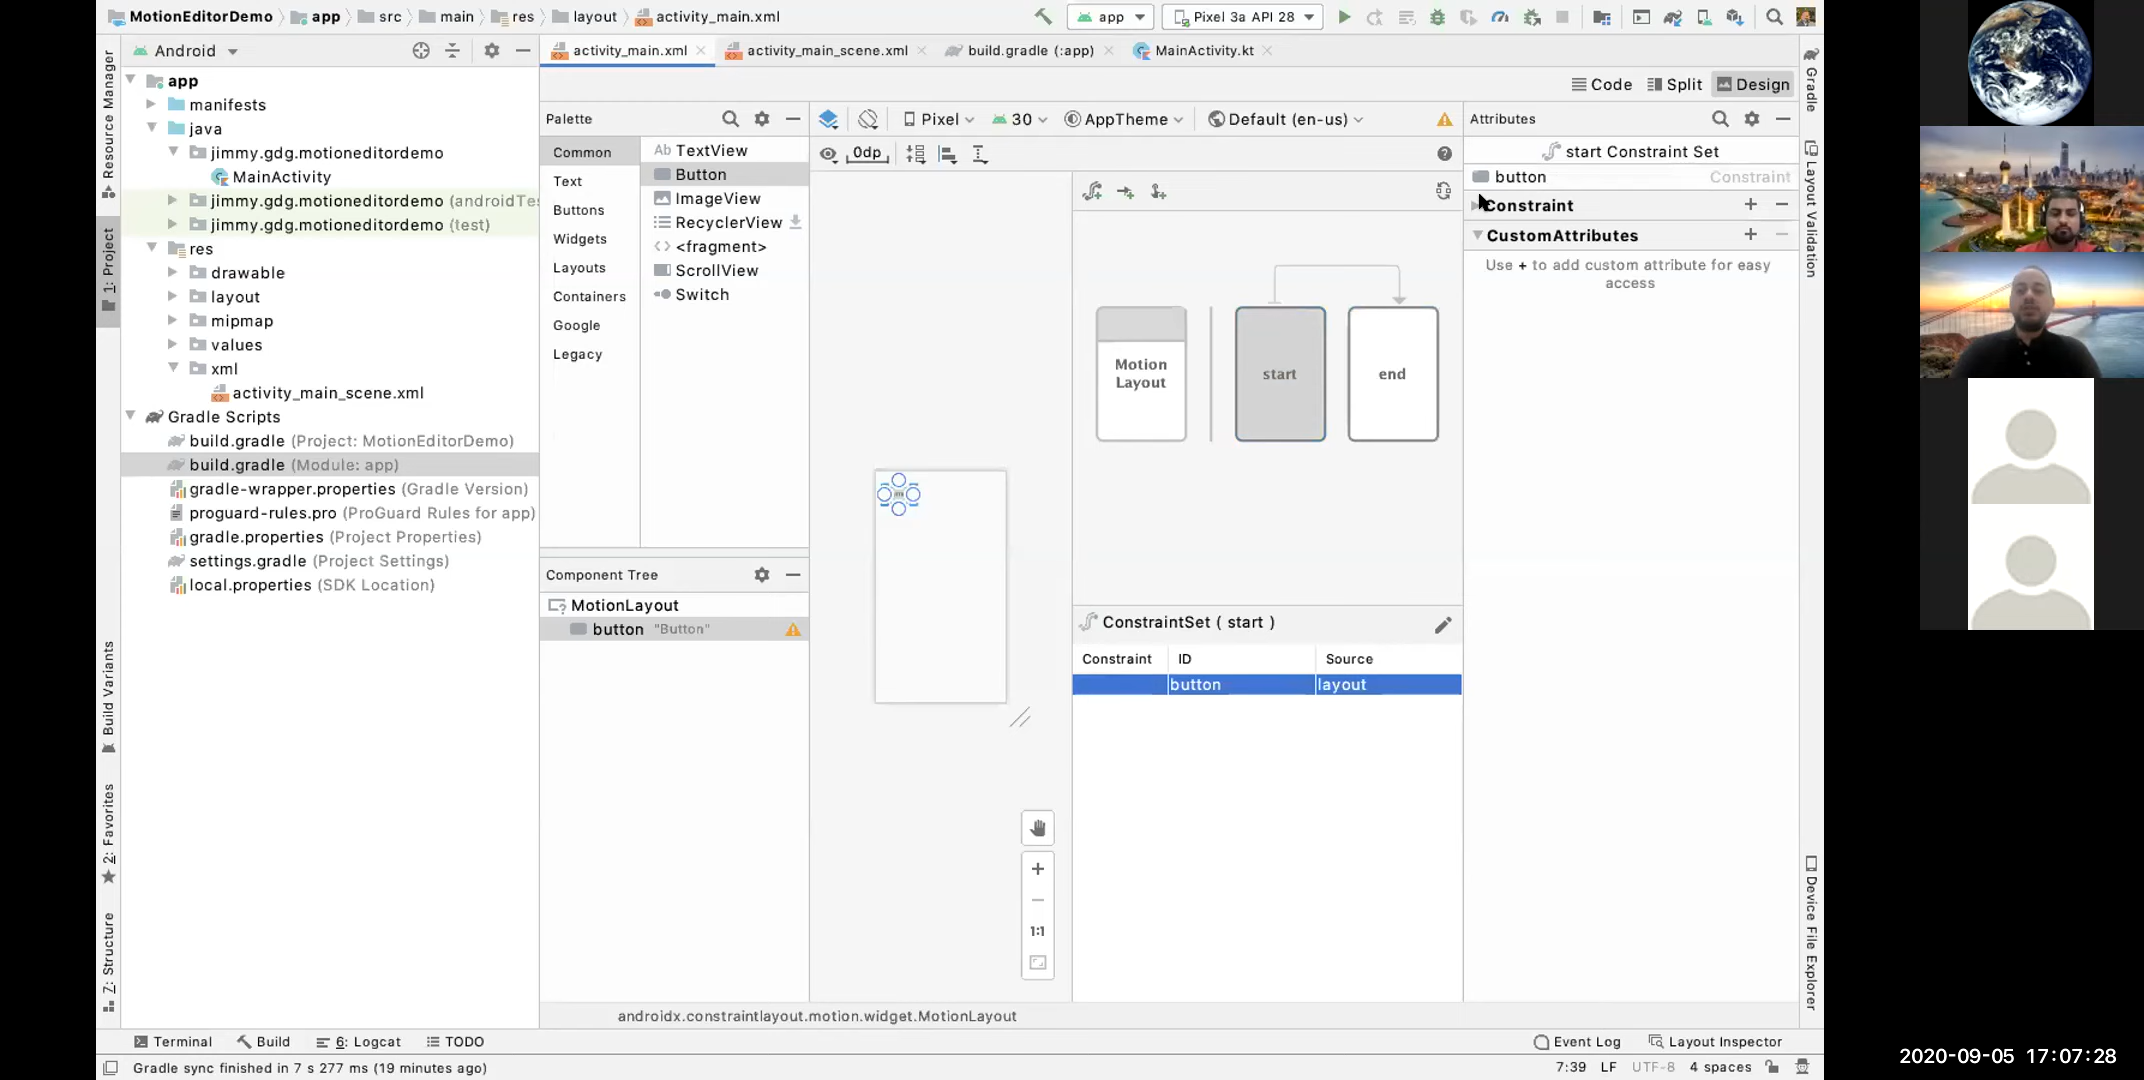 MotionEditorDemo app src main res layout activity_main.xml
app Pixel 3a API 28
Android
activity_main.xml activity_main_scene.xml build.gradle (:app) MainActivity.kt
Code Split Design
Resource Manager
1: Project
Build Variants
2: Favorites
7: Structure
app
manifests
java
jimmy.gdg.motioneditordemo
MainActivity
jimmy.gdg.motioneditordemo (androidTes
jimmy.gdg.motioneditordemo (test)
res
drawable
layout
mipmap
values
xml
activity_main_scene.xml
Gradle Scripts
build.gradle (Project: MotionEditorDemo)
build.gradle (Module: app)
gradle-wrapper.properties (Gradle Version)
proguard-rules.pro (ProGuard Rules for app)
gradle.properties (Project Properties)
settings.gradle (Project Settings)
local.properties (SDK Location)
Palette
Common
Text
Buttons
Widgets
Layouts
Containers
Google
Legacy
Ab TextView
Button
ImageView
RecyclerView
<> <fragment>
ScrollView
Switch
Component Tree
MotionLayout
button "Button"
Pixel 30 AppTheme Default (en-us)
0dp
Motion
Layout
start
end
ConstraintSet ( start )
Constraint ID Source
button layout
1:1
androidx.constraintlayout.motion.widget.MotionLayout
Attributes
start Constraint Set
button Constraint
Constraint
CustomAttributes
Use + to add custom attribute for easy
access
Gradle
Layout Validation
Device File Explorer
Terminal Build 6: Logcat TODO
Event Log Layout Inspector
Gradle sync finished in 7 s 277 ms (19 minutes ago)
7:39 LF UTF-8 4 spaces
2020-09-05 17:07:28